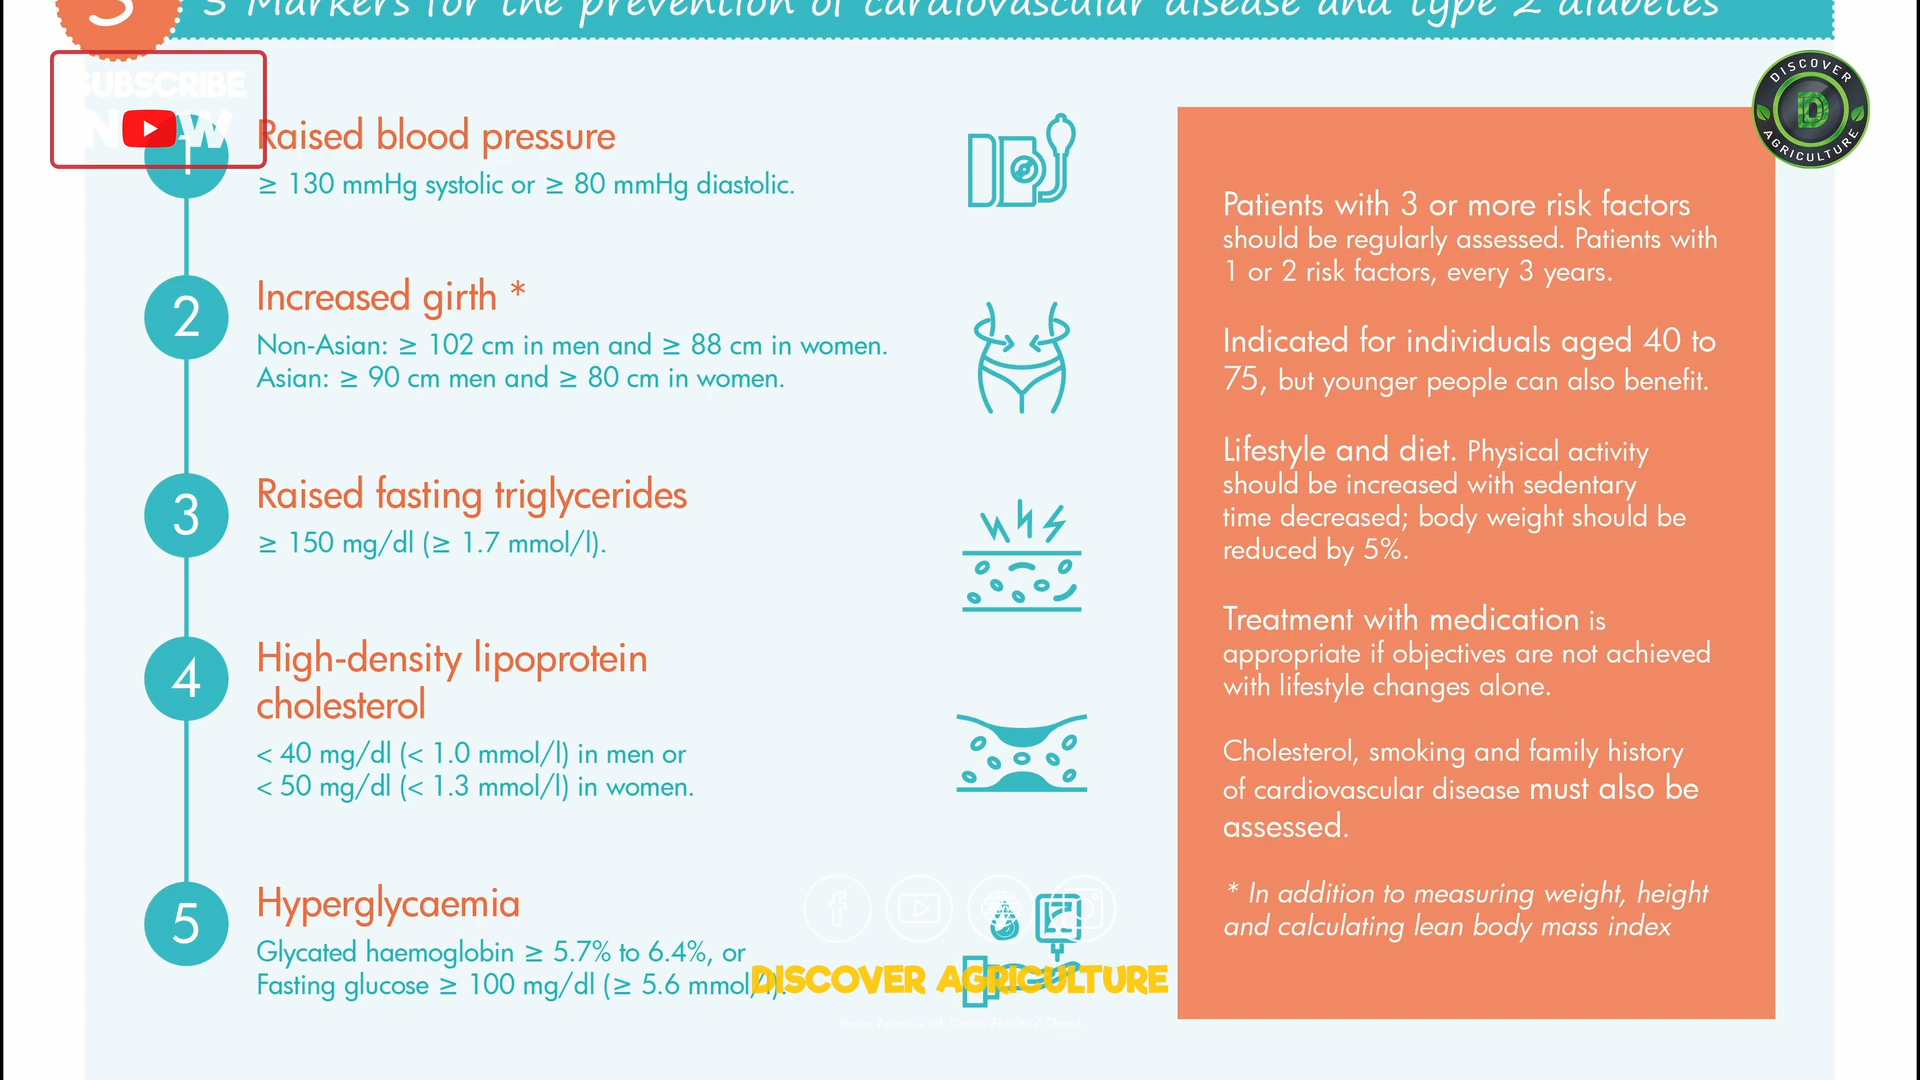 5
5 Markers for the prevention of cardiovascular disease and type 2 diabetes
SUBSCRIBE
NOW
DISCOVER
D
AGRICULTURE
1
Raised blood pressure
≥ 130 mmHg systolic or ≥ 80 mmHg diastolic.
2
Increased girth *
Non-Asian: ≥ 102 cm in men and ≥ 88 cm in women.
Asian: ≥ 90 cm men and ≥ 80 cm in women.
3
Raised fasting triglycerides
≥ 150 mg/dl (≥ 1.7 mmol/l).
4
High-density lipoprotein
cholesterol
< 40 mg/dl (< 1.0 mmol/l) in men or
< 50 mg/dl (< 1.3 mmol/l) in women.
5
Hyperglycaemia
Glycated haemoglobin ≥ 5.7% to 6.4%, or
Fasting glucose ≥ 100 mg/dl (≥ 5.6 mmol/l).
DISCOVER AGRICULTURE
Patients with 3 or more risk factors
should be regularly assessed. Patients with
1 or 2 risk factors, every 3 years.
Indicated for individuals aged 40 to
75, but younger people can also benefit.
Lifestyle and diet. Physical activity
should be increased with sedentary
time decreased; body weight should be
reduced by 5%.
Treatment with medication is
appropriate if objectives are not achieved
with lifestyle changes alone.
Cholesterol, smoking and family history
of cardiovascular disease must also be
assessed.
* In addition to measuring weight, height
and calculating lean body mass index